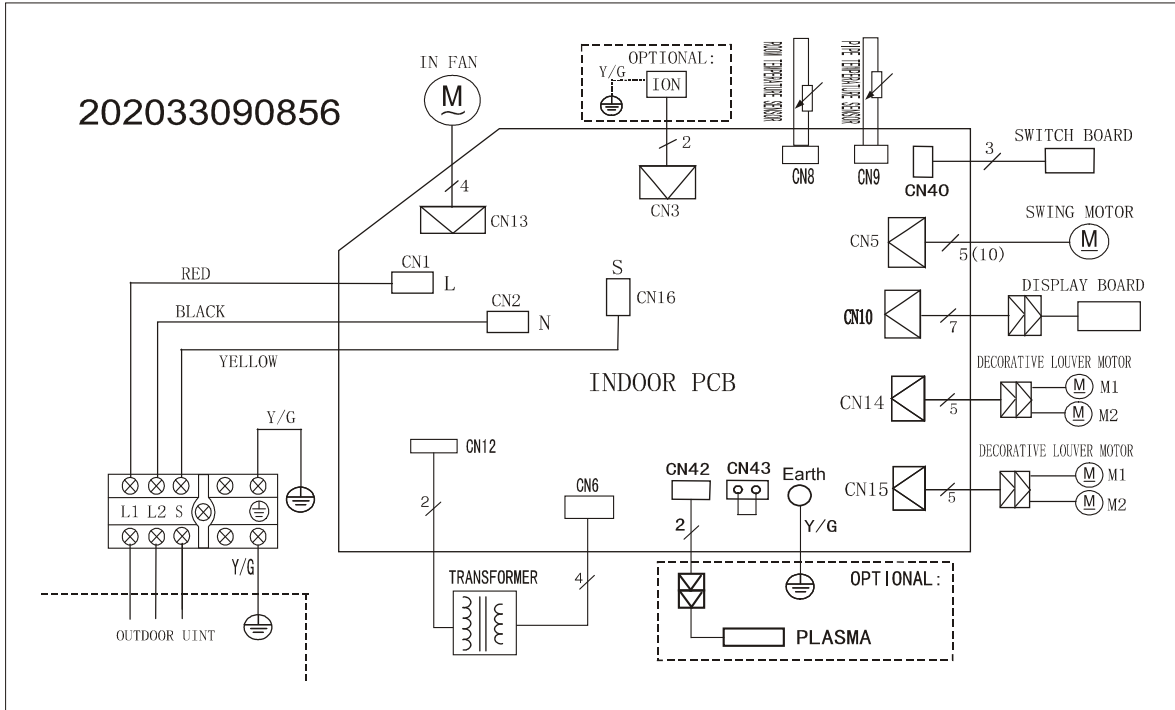 202033090856
IN FAN
M
4
CN13
OPTIONAL:
Y/G
ION
2
CN3
ROOM TEMPERATURE SENSOR
CN8
PIPE TEMPERATURE SENSOR
CN9
CN40
3
SWITCH BOARD
CN5
5(10)
SWING MOTOR
M
CN10
7
DISPLAY BOARD
CN14
5
DECORATIVE LOUVER MOTOR
M M1
M M2
CN15
5
DECORATIVE LOUVER MOTOR
M M1
M M2
RED
CN1
L
BLACK
CN2
N
YELLOW
S
CN16
INDOOR PCB
Y/G
L1 L2 S
Y/G
OUTDOOR UINT
CN12
2
TRANSFORMER
CN6
4
CN42
2
CN43
Earth
Y/G
OPTIONAL:
PLASMA